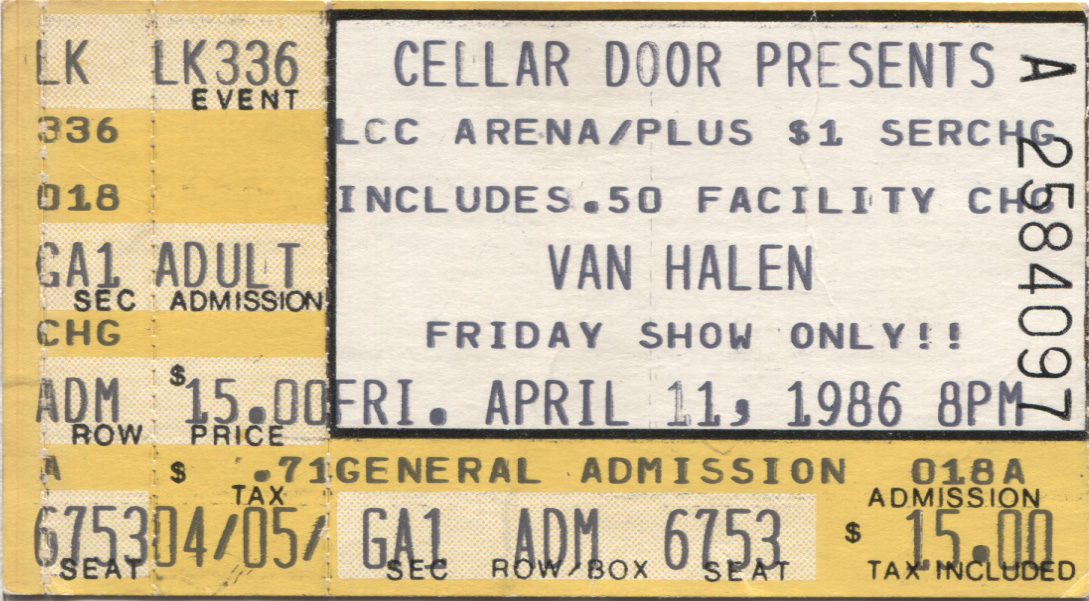 LK LK336
EVENT
336
018
GA1 ADULT
SEC ADMISSION
CHG
ADM $15.00
ROW PRICE
A $ .71
TAX
6753 04/05/
SEAT
CELLAR DOOR PRESENTS
LCC ARENA/PLUS $1 SERCHG
INCLUDES.50 FACILITY CHG
VAN HALEN
FRIDAY SHOW ONLY!!
FRI. APRIL 11, 1986 8PM
A 2584097
GENERAL ADMISSION 018A
ADMISSION
GA1 ADM 6753 $ 15.00
SEC ROW/BOX SEAT TAX INCLUDED